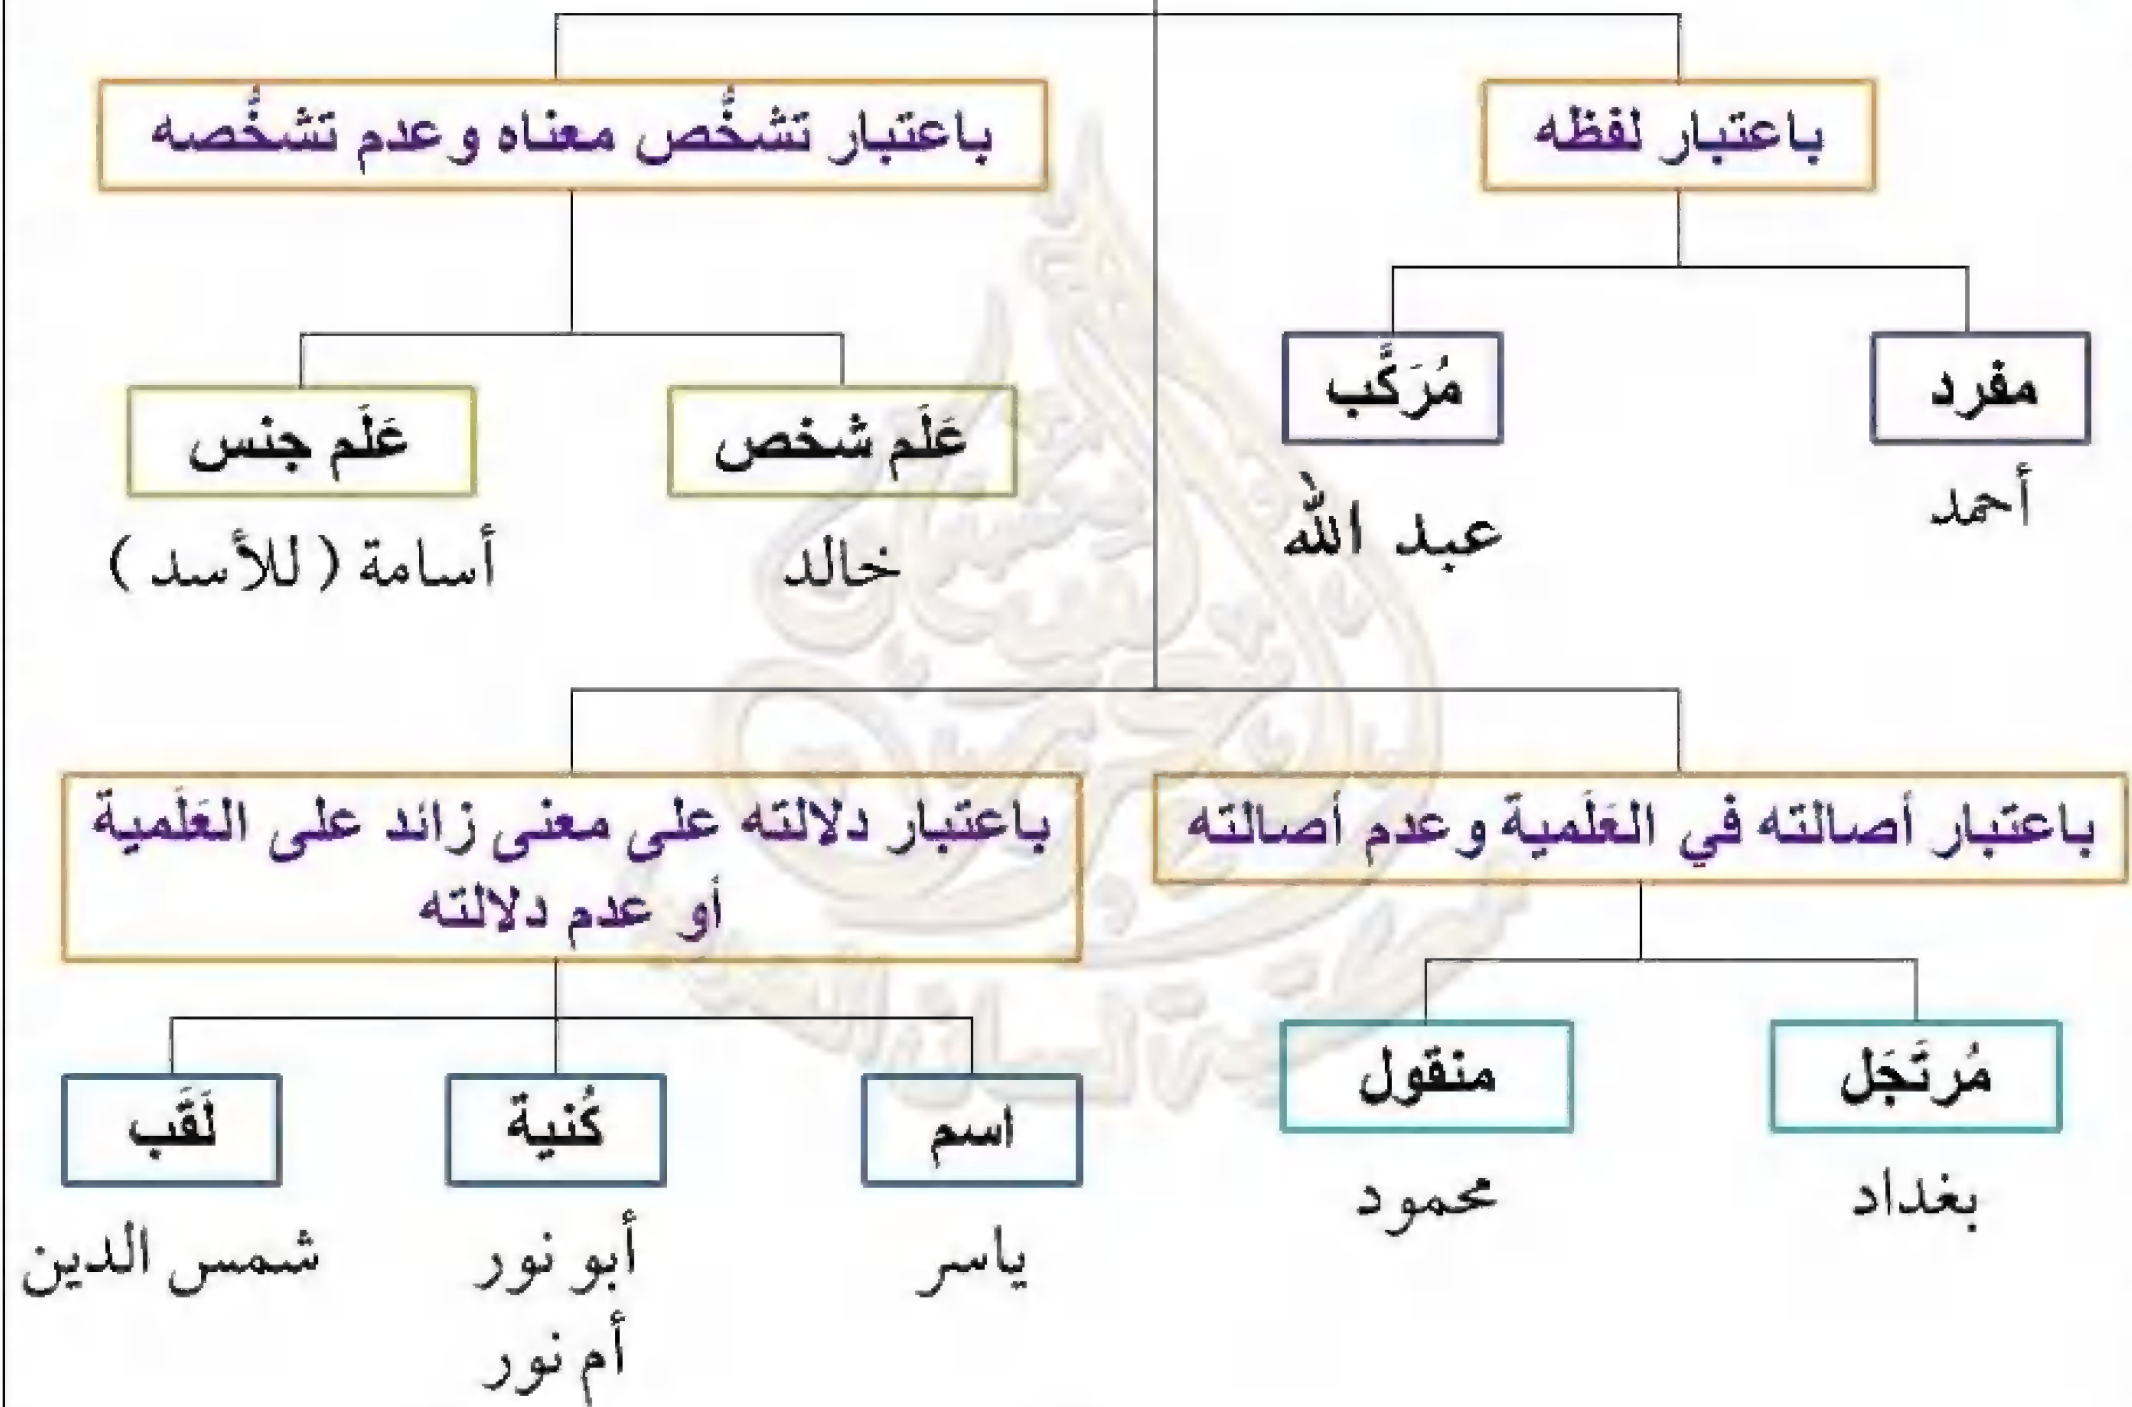 باعتبار لفظه
باعتبار تشخُّص معناه وعدم تشخُّصه
مفرد
مُرَكَّب
عَلَم شخص
عَلَم جنس
أحمد
عبد الله
خالد
أسامة ( للأسد )
باعتبار أصالته في العَلَمية وعدم أصالته
باعتبار دلالته على معنى زائد على العَلَمية
أو عدم دلالته
مُرتَجَل
منقول
اسم
كُنية
لَقَب
بغداد
محمود
ياسر
أبو نور
أم نور
شمس الدين